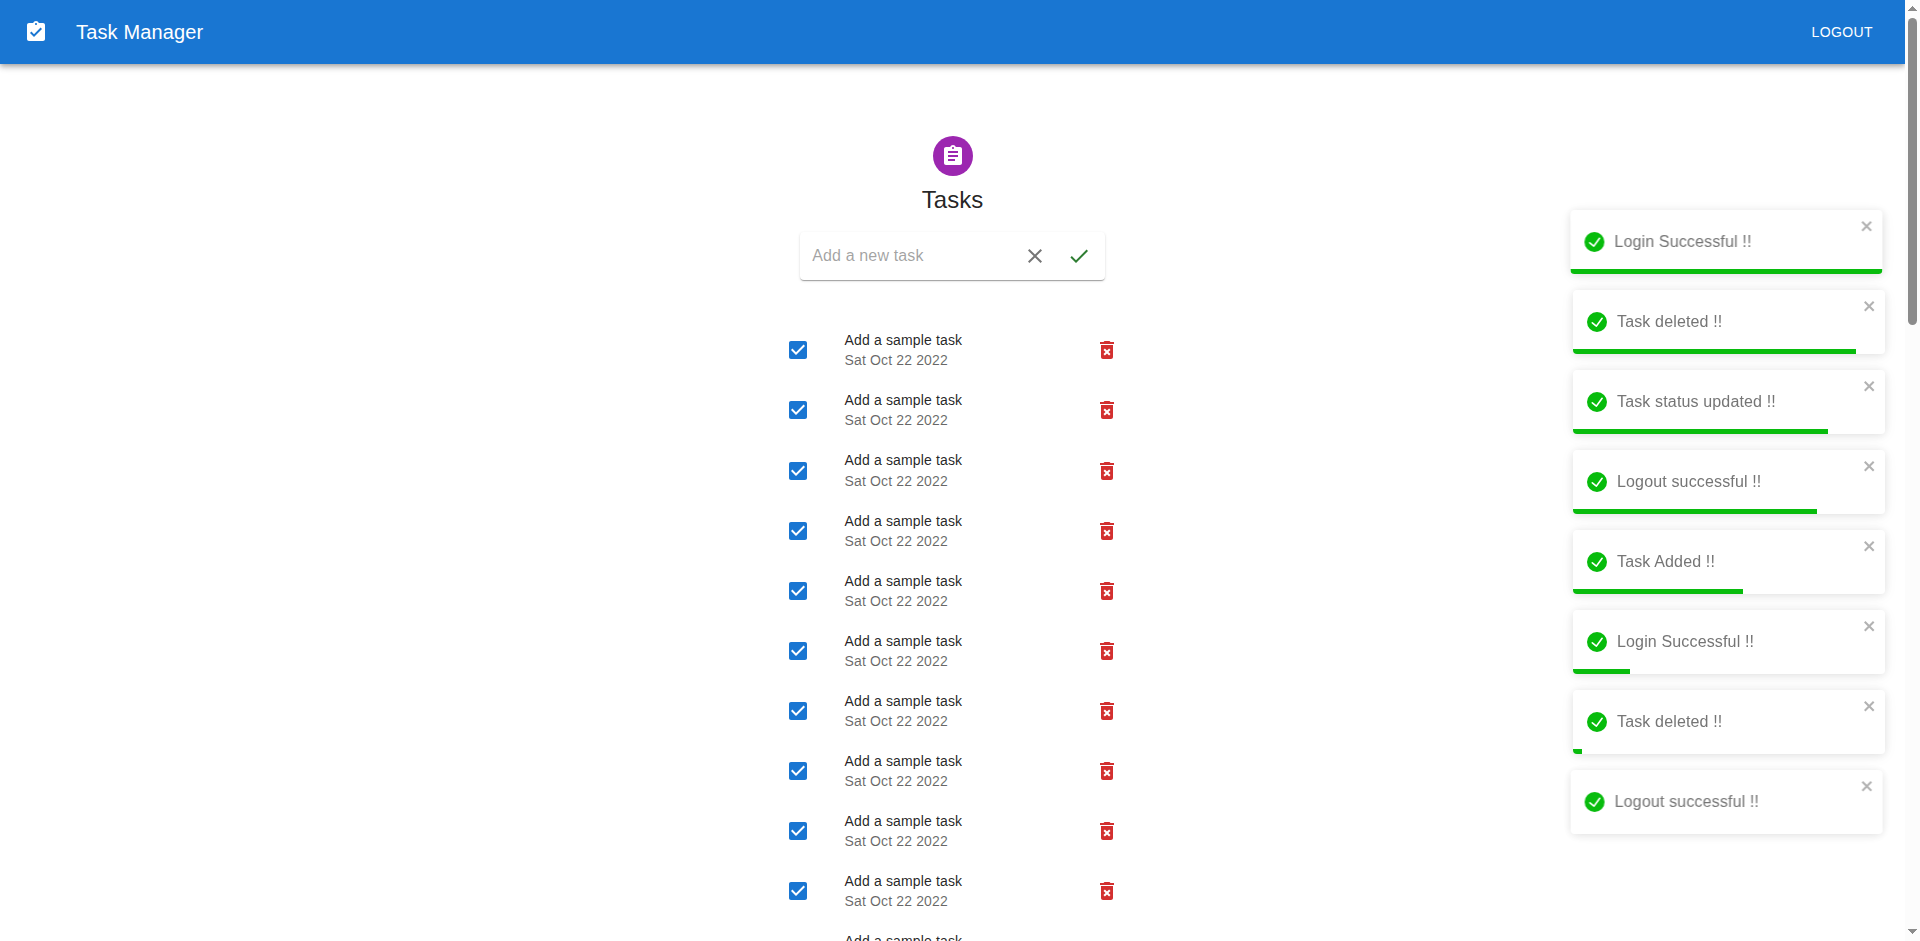 Task Manager
LOGOUT
Tasks
Add a new task
Add a sample task
Sat Oct 22 2022
Add a sample task
Sat Oct 22 2022
Add a sample task
Sat Oct 22 2022
Add a sample task
Sat Oct 22 2022
Add a sample task
Sat Oct 22 2022
Add a sample task
Sat Oct 22 2022
Add a sample task
Sat Oct 22 2022
Add a sample task
Sat Oct 22 2022
Add a sample task
Sat Oct 22 2022
Add a sample task
Sat Oct 22 2022
Add a sample task
Login Successful !!
Task deleted !!
Task status updated !!
Logout successful !!
Task Added !!
Login Successful !!
Task deleted !!
Logout successful !!